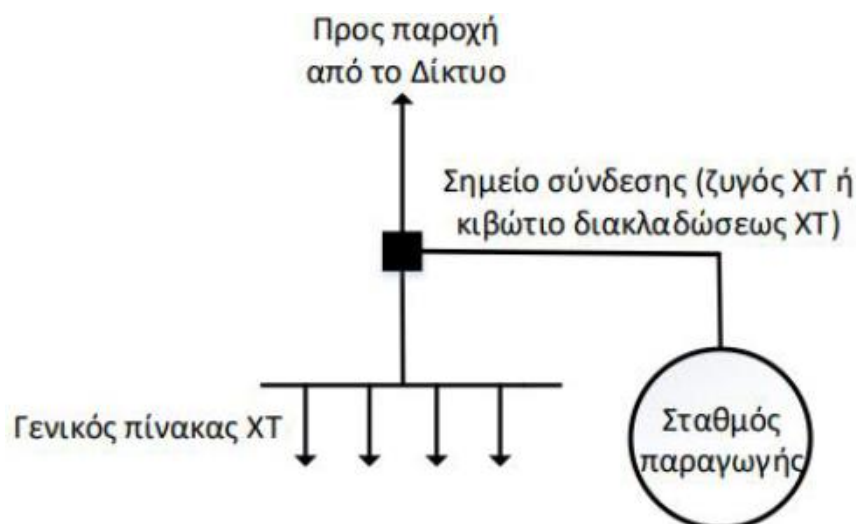 Προς παροχή
από το Δίκτυο
Σημείο σύνδεσης (ζυγός ΧΤ ή
κιβώτιο διακλαδώσεως ΧΤ)
Γενικός πίνακας ΧΤ
Σταθμός
παραγωγής